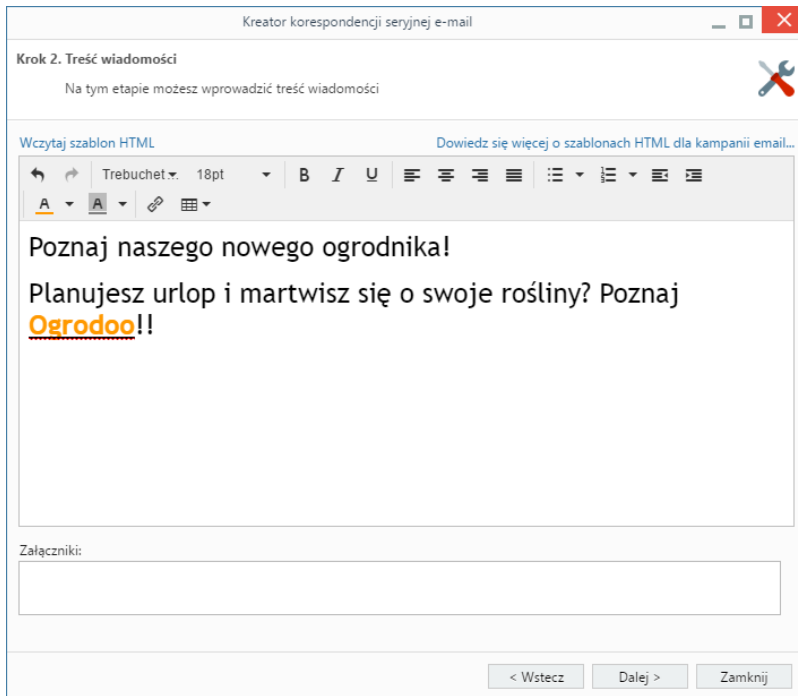 Kreator korespondencji seryjnej e-mail
Krok 2. Treść wiadomości
Na tym etapie możesz wprowadzić treść wiadomości
Wczytaj szablon HTML
Dowiedz się więcej o szablonach HTML dla kampanii email...
Trebuchet... 18pt B I U
A A
Poznaj naszego nowego ogrodnika!
Planujesz urlop i martwisz się o swoje rośliny? Poznaj
Ogrodoo!!
Załączniki:
< Wstecz Dalej > Zamknij